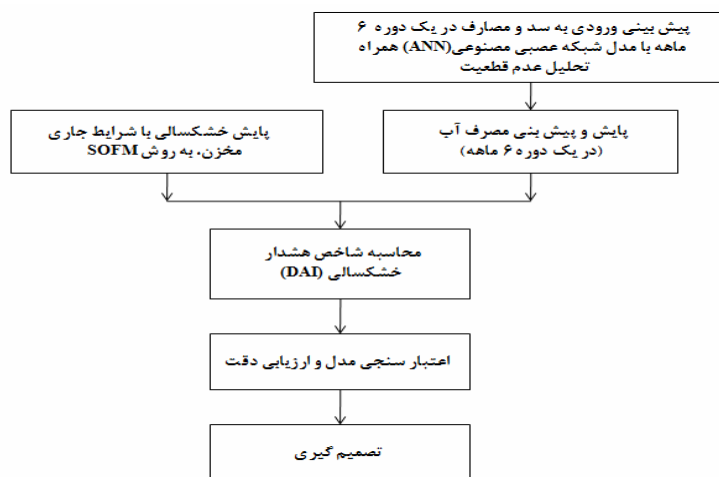 پیش بینی ورودی به سد و مصارف در یک دوره ۶
ماهه با مدل شبکه عصبی مصنوعی(ANN) همراه
تحلیل عدم قطعیت
پایش خشکسالی با شرایط جاری
مخزن، به روش SOFM
پایش و پیش بنی مصرف آب
(در یک دوره ۶ ماهه)
محاسبه شاخص هشدار
خشکسالی (DAI)
اعتبار سنجی مدل و ارزیابی دقت
تصمیم گیری